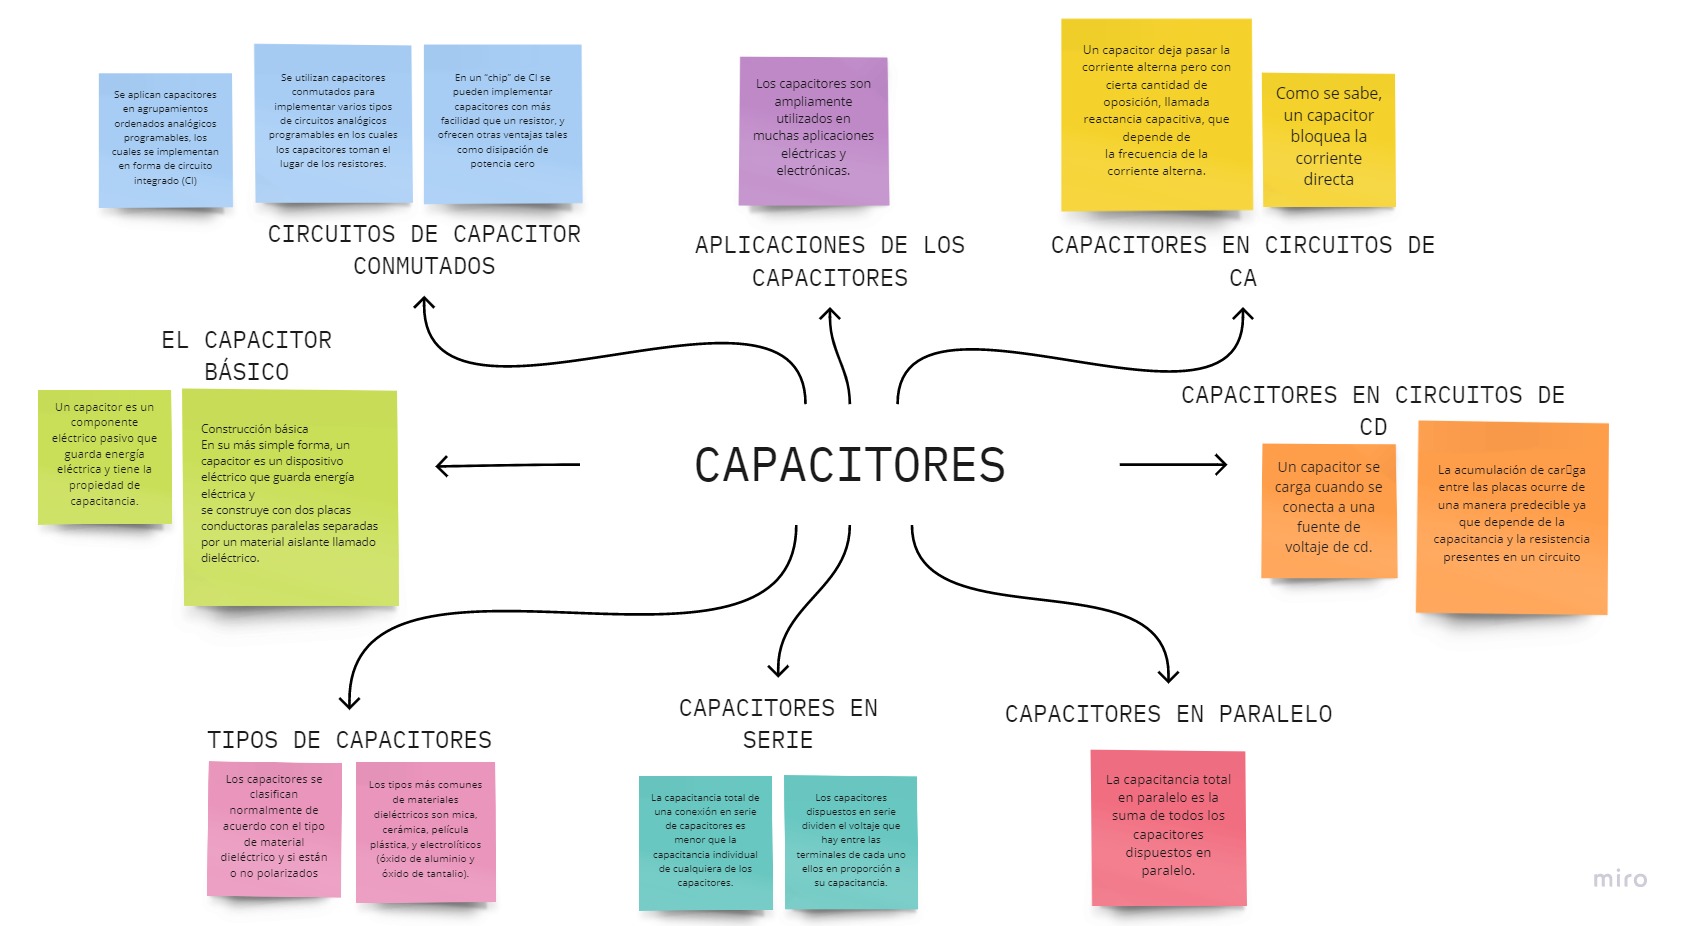 Se aplican capacitores
en agrupamientos
ordenados analógicos
programables, los
cuales se implementan
en forma de circuito
integrado (CI)
Se utilizan capacitores
conmutados para
implementar varios tipos
de circuitos analógicos
programables en los cuales
los capacitores toman el
lugar de los resistores.
En un "chip" de CI se
pueden implementar
capacitores con más
facilidad que un resistor, y
ofrecen otras ventajas tales
como disipación de
potencia cero
CIRCUITOS DE CAPACITOR
CONMUTADOS
Los capacitores son
ampliamente
utilizados en
muchas aplicaciones
eléctricas y
electrónicas.
APLICACIONES DE LOS
CAPACITORES
Un capacitor deja pasar la
corriente alterna pero con
cierta cantidad de
oposición, llamada
reactancia capacitiva, que
depende de
la frecuencia de la
corriente alterna.
Como se sabe,
un capacitor
bloquea la
corriente
directa
CAPACITORES EN CIRCUITOS DE
CA
EL CAPACITOR
BÁSICO
Un capacitor es un
componente
eléctrico pasivo que
guarda energía
eléctrica y tiene la
propiedad de
capacitancia.
Construcción básica
En su más simple forma, un
capacitor es un dispositivo
eléctrico que guarda energía
eléctrica y
se construye con dos placas
conductoras paralelas separadas
por un material aislante llamado
dieléctrico.
CAPACITORES
CAPACITORES EN CIRCUITOS DE
CD
Un capacitor se
carga cuando se
conecta a una
fuente de
voltaje de cd.
La acumulación de car▯ga
entre las placas ocurre de
una manera predecible ya
que depende de la
capacitancia y la resistencia
presentes en un circuito
TIPOS DE CAPACITORES
Los capacitores se
clasifican
normalmente de
acuerdo con el tipo
de material
dieléctrico y si están
o no polarizados
Los tipos más comunes
de materiales
dieléctricos son mica,
cerámica, película
plástica, y electrolíticos
(óxido de aluminio y
óxido de tantalio).
CAPACITORES EN
SERIE
La capacitancia total de
una conexión en serie
de capacitores es
menor que la
capacitancia individual
de cualquiera de los
capacitores.
Los capacitores
dispuestos en serie
dividen el voltaje que
hay entre las
terminales de cada uno
ellos en proporción a
su capacitancia.
CAPACITORES EN PARALELO
La capacitancia total
en paralelo es la
suma de todos los
capacitores
dispuestos en
paralelo.
miro